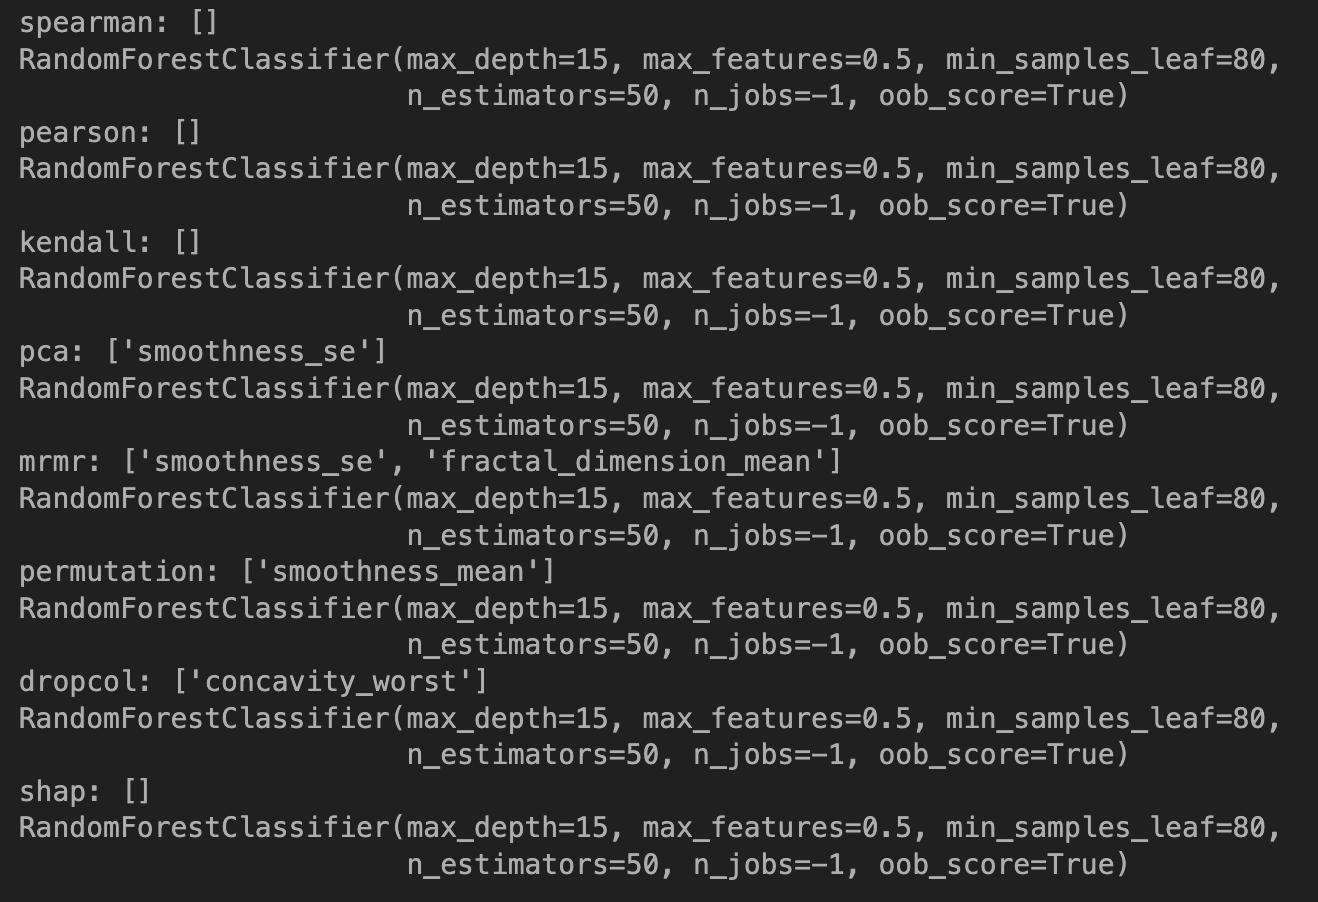 spearman: []
RandomForestClassifier(max_depth=15, max_features=0.5, min_samples_leaf=80,
n_estimators=50, n_jobs=-1, oob_score=True)
pearson: []
RandomForestClassifier(max_depth=15, max_features=0.5, min_samples_leaf=80,
n_estimators=50, n_jobs=-1, oob_score=True)
kendall: []
RandomForestClassifier(max_depth=15, max_features=0.5, min_samples_leaf=80,
n_estimators=50, n_jobs=-1, oob_score=True)
pca: ['smoothness_se']
RandomForestClassifier(max_depth=15, max_features=0.5, min_samples_leaf=80,
n_estimators=50, n_jobs=-1, oob_score=True)
mrmr: ['smoothness_se', 'fractal_dimension_mean']
RandomForestClassifier(max_depth=15, max_features=0.5, min_samples_leaf=80,
n_estimators=50, n_jobs=-1, oob_score=True)
permutation: ['smoothness_mean']
RandomForestClassifier(max_depth=15, max_features=0.5, min_samples_leaf=80,
n_estimators=50, n_jobs=-1, oob_score=True)
dropcol: ['concavity_worst']
RandomForestClassifier(max_depth=15, max_features=0.5, min_samples_leaf=80,
n_estimators=50, n_jobs=-1, oob_score=True)
shap: []
RandomForestClassifier(max_depth=15, max_features=0.5, min_samples_leaf=80,
n_estimators=50, n_jobs=-1, oob_score=True)